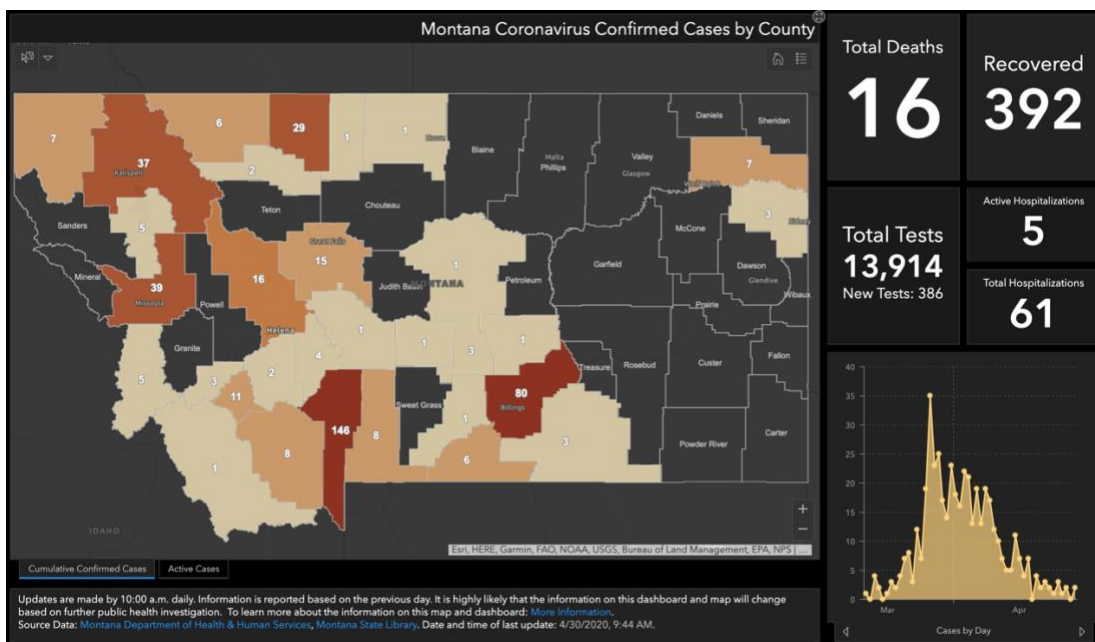 Montana Coronavirus Confirmed Cases by County
7
6
29
1
1
Havre
Blaine
Malta
Phillips
Valley
Glasgow
Daniels
Sheridan
37
Kalispell
2
7
Teton
Chouteau
3
Sidney
Sanders
5
Great Falls
15
McCone
Mineral
39
Missoula
Powell
16
Judith Basin
MONTANA
1
Petroleum
Garfield
Dawson
Glendive
Wibaux
Prairie
Helena
Granite
1
1
3
1
Treasure
Rosebud
Custer
Fallon
5
3
2
4
11
146
8
Sweet Grass
1
80
Billings
3
Powder River
Carter
1
8
6
IDAHO
+
−
Esri, HERE, Garmin, FAO, NOAA, USGS, Bureau of Land Management, EPA, NPS | ...
Cumulative Confirmed Cases
Active Cases
Updates are made by 10:00 a.m. daily. Information is reported based on the previous day. It is highly likely that the information on this dashboard and map will change
based on further public health investigation. To learn more about the information on this map and dashboard: More Information.
Source Data: Montana Department of Health & Human Services, Montana State Library. Date and time of last update: 4/30/2020, 9:44 AM.
Total Deaths
16
Recovered
392
Total Tests
13,914
New Tests: 386
Active Hospitalizations
5
Total Hospitalizations
61
40
35
30
25
20
15
10
5
0
Mar
Apr
Cases by Day